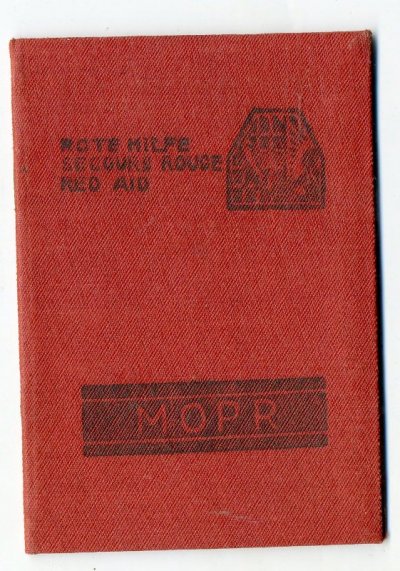 ROTE HILFE
SECOURS ROUGE
RED AID
MOPR